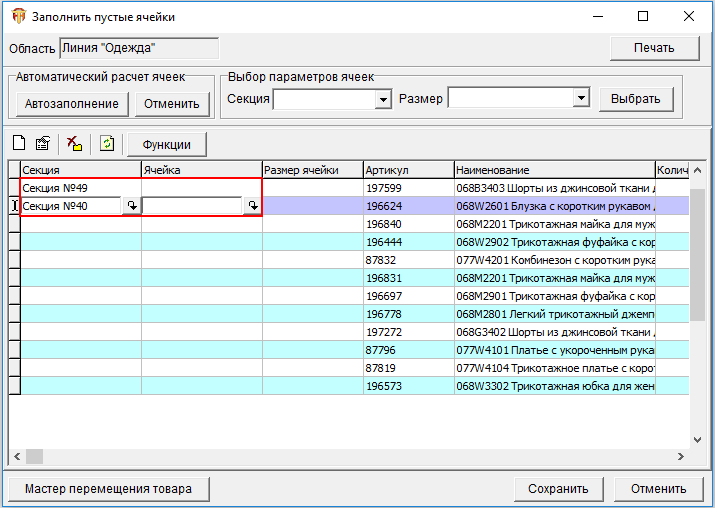 Заполнить пустые ячейки
Область Линия "Одежда" Печать
Автоматический расчет ячеек Выбор параметров ячеек
Автозаполнение Отменить Секция Размер Выбрать
Функции
Секция Ячейка Размер ячейки Артикул Наименование Колич
Секция №49 197599 068B3403 Шорты из джинсовой ткани
Секция №40 196624 068W2601 Блузка с коротким рукавом
196840 068M2201 Трикотажная майка для муж
196444 068W2902 Трикотажная фуфайка с кор
87832 077W4201 Комбинезон с коротким рука
196831 068M2201 Трикотажная майка для муж
196697 068M2901 Трикотажная фуфайка с кор
196778 068M2801 Легкий трикотажный джемп
197272 068G3402 Шорты из джинсовой ткани
87796 077W4101 Платье с укороченным рука
87819 077W4104 Трикотажное платье с корот
196573 068W3302 Трикотажная юбка для жен
Мастер перемещения товара Сохранить Отменить